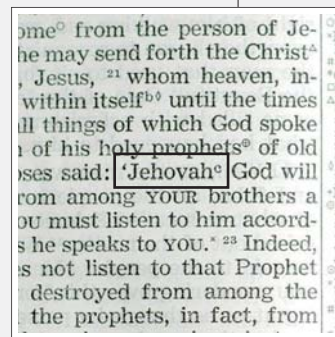 ome° from the person of Je-
he may send forth the Christ△
, Jesus, ²¹ whom heaven, in-
within itselfᵇ◊ until the times
ll things of which God spoke
n of his holy prophets⊕ of old
oses said: ‘Jehovahᶜ God will
rom among YOUR brothers a
OU must listen to him accord-
s he speaks to YOU.* ²³ Indeed,
s not listen to that Prophet
destroyed from among the
the prophets, in fact, from